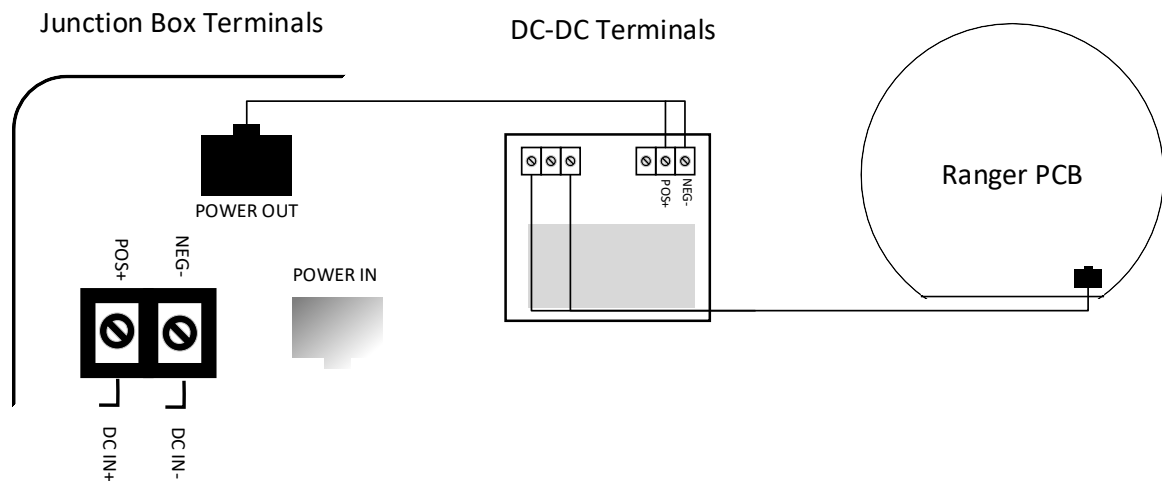 Junction Box Terminals
DC-DC Terminals
POWER OUT
POS+
NEG-
Ranger PCB
POS+
NEG-
POWER IN
DC IN+
DC IN-